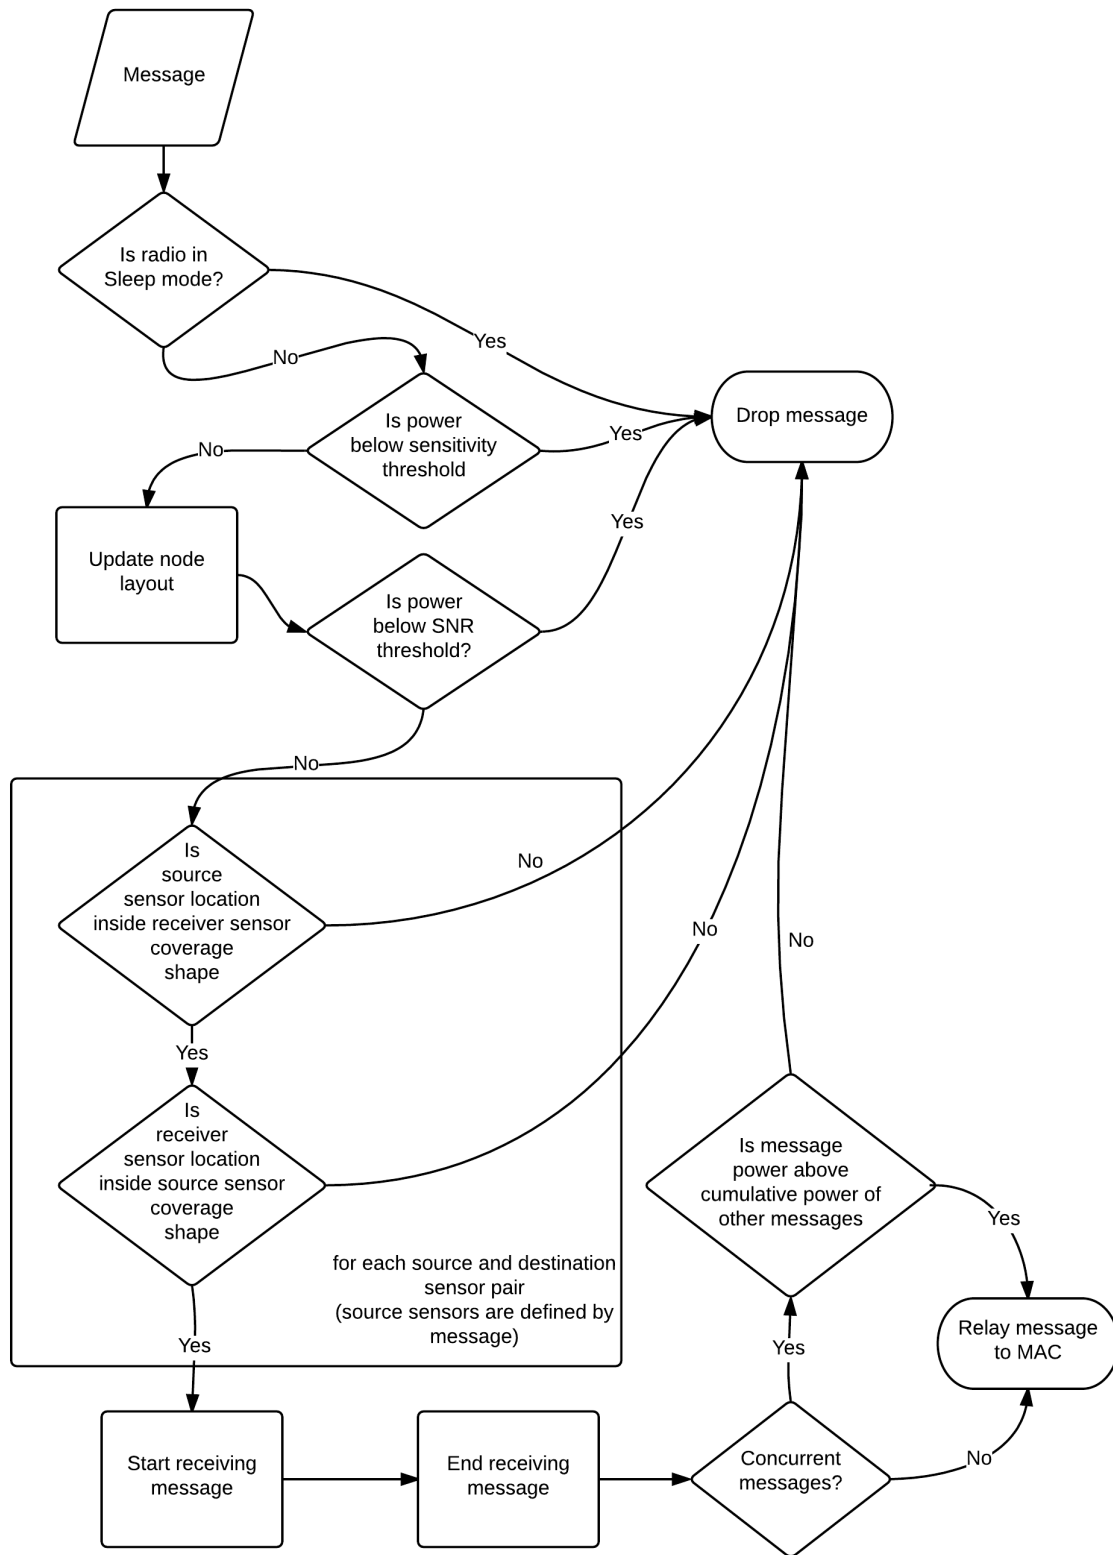 Message
Is radio in
Sleep mode?
Yes
No
Is power
below sensitivity
threshold
Yes
Drop message
No
Update node
layout
Yes
Is power
below SNR
threshold?
No
Is
source
sensor location
inside receiver sensor
coverage
shape
No
No
No
Yes
Is
receiver
sensor location
inside source sensor
coverage
shape
Is message
power above
cumulative power of
other messages
Yes
for each source and destination
sensor pair
(source sensors are defined by
message)
Relay message
to MAC
Yes
Yes
Start receiving
message
End receiving
message
Concurrent
messages?
No